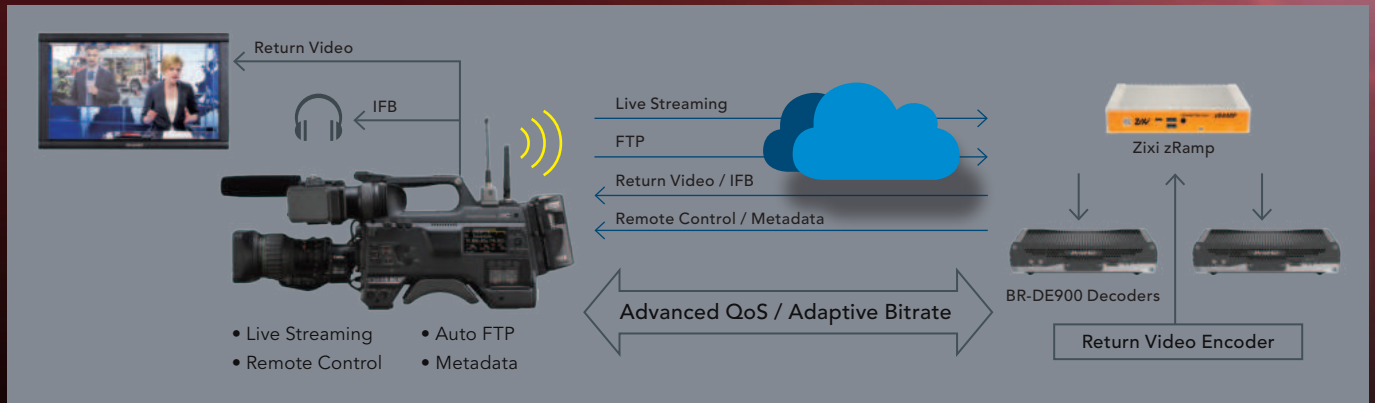 Return Video
IFB
Live Streaming
FTP
Return Video / IFB
Remote Control / Metadata
Zixi zRamp
BR-DE900 Decoders
Advanced QoS / Adaptive Bitrate
Return Video Encoder
• Live Streaming
• Remote Control
• Auto FTP
• Metadata